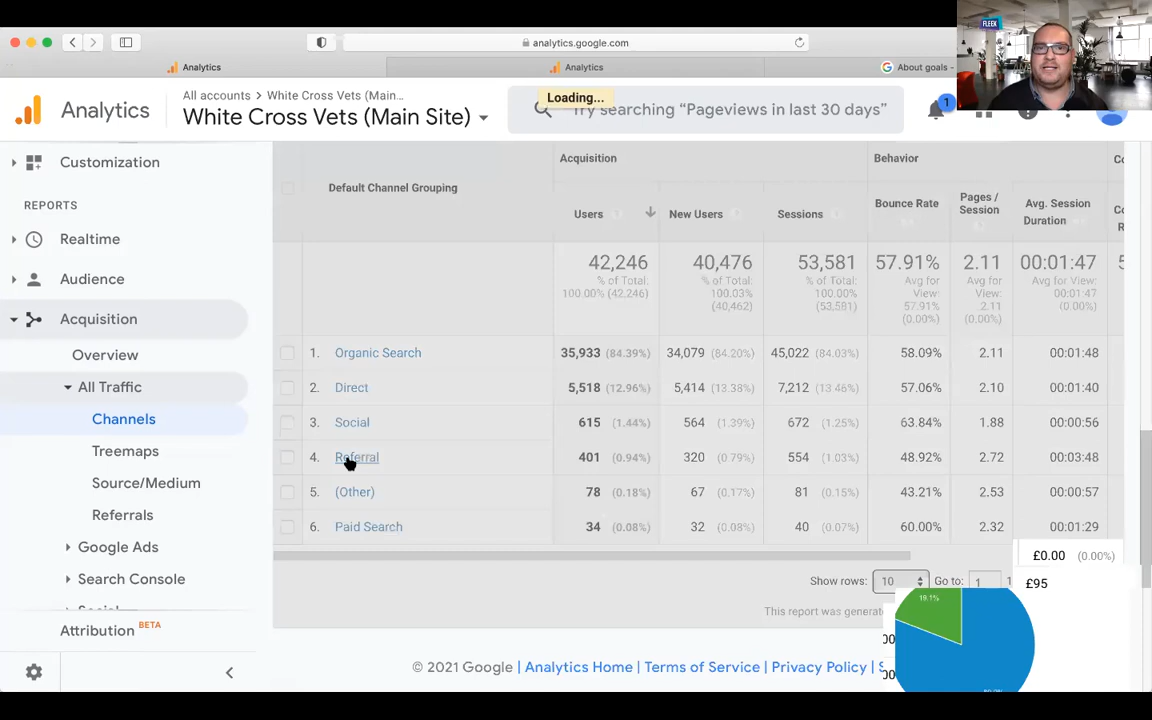 FLEEK
analytics.google.com
Analytics
Analytics
About goals -
Loading...
Analytics
All accounts > White Cross Vets (Main...
White Cross Vets (Main Site)
Try searching “Pageviews in last 30 days”
1
Customization
REPORTS
Realtime
Audience
Acquisition
Overview
All Traffic
Channels
Treemaps
Source/Medium
Referrals
Google Ads
Search Console
Attribution BETA
Default Channel Grouping
Acquisition
Behavior
Users
New Users
Sessions
Bounce Rate
Pages / Session
Avg. Session Duration
42,246 % of Total: 100.00% (42,246)
40,476 % of Total: 100.03% (40,462)
53,581 % of Total: 100.00% (53,581)
57.91% Avg for View: 57.91% (0.00%)
2.11 Avg for View: 2.11 (0.00%)
00:01:47 Avg for View: 00:01:47 (0.00%)
1. Organic Search 35,933 (84.39%) 34,079 (84.20%) 45,022 (84.03%) 58.09% 2.11 00:01:48
2. Direct 5,518 (12.96%) 5,414 (13.38%) 7,212 (13.46%) 57.06% 2.10 00:01:40
3. Social 615 (1.44%) 564 (1.39%) 672 (1.25%) 63.84% 1.88 00:00:56
4. Referral 401 (0.94%) 320 (0.79%) 554 (1.03%) 48.92% 2.72 00:03:48
5. (Other) 78 (0.18%) 67 (0.17%) 81 (0.15%) 43.21% 2.53 00:00:57
6. Paid Search 34 (0.08%) 32 (0.08%) 40 (0.07%) 60.00% 2.32 00:01:29
£0.00 (0.00%)
Show rows: 10 Go to: 1
£95
19.1%
This report was generate
© 2021 Google | Analytics Home | Terms of Service | Privacy Policy |